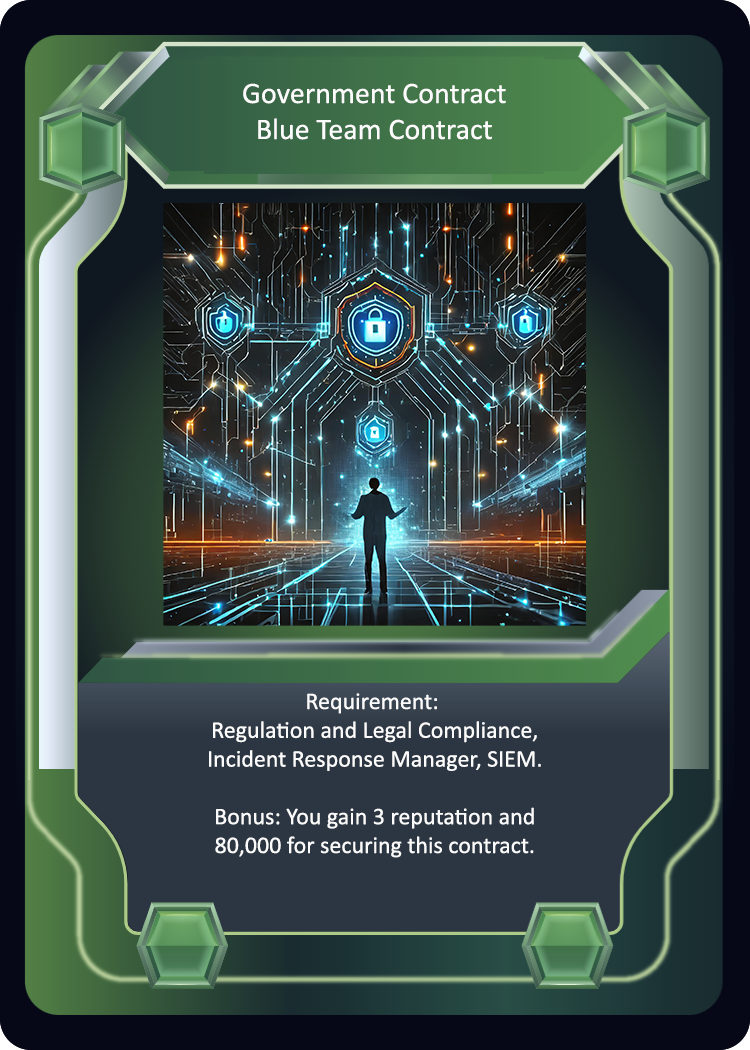 Government Contract
Blue Team Contract
Requirement:
Regulation and Legal Compliance,
Incident Response Manager, SIEM.
Bonus: You gain 3 reputation and
80,000 for securing this contract.